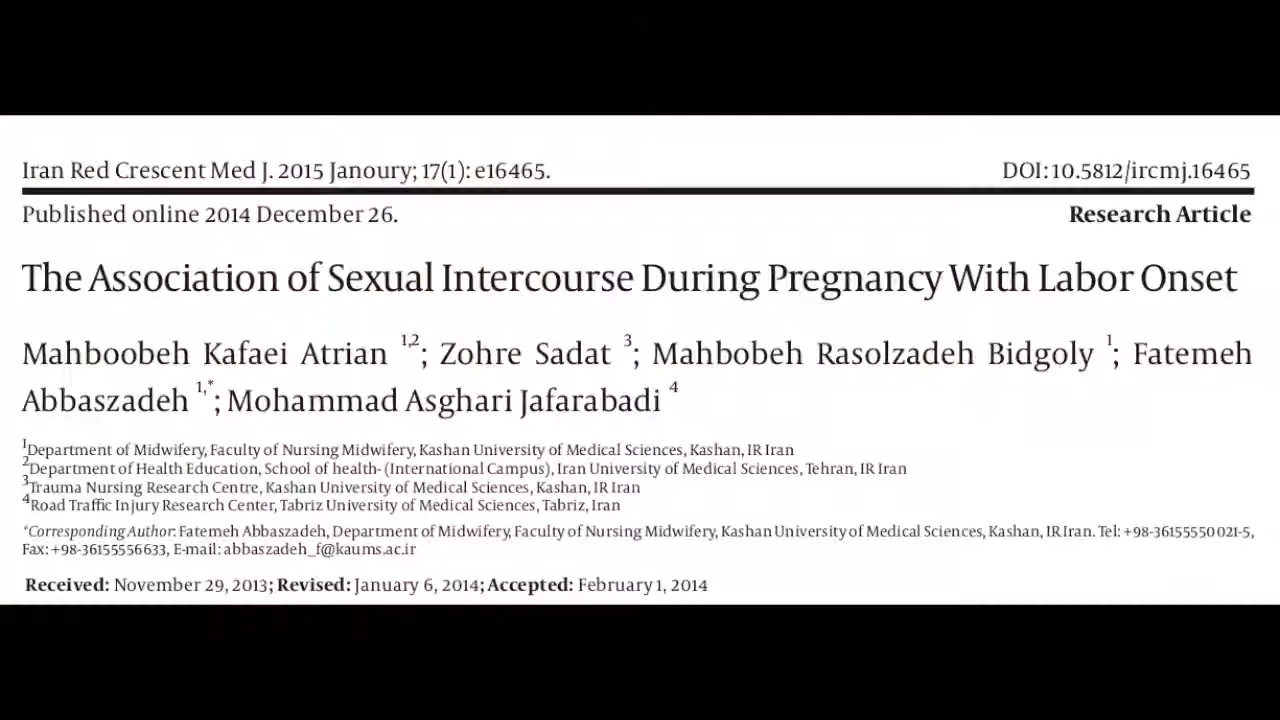 Iran Red Crescent Med J. 2015 Janoury; 17(1): e16465.
DOI: 10.5812/ircmj.16465
Published online 2014 December 26.
Research Article
The Association of Sexual Intercourse During Pregnancy With Labor Onset
Mahboobeh Kafaei Atrian 1,2; Zohre Sadat 3; Mahbobeh Rasolzadeh Bidgoly 1; Fatemeh
Abbaszadeh 1,*; Mohammad Asghari Jafarabadi 4
1Department of Midwifery, Faculty of Nursing Midwifery, Kashan University of Medical Sciences, Kashan, IR Iran
2Department of Health Education, School of health- (International Campus), Iran University of Medical Sciences, Tehran, IR Iran
3Trauma Nursing Research Centre, Kashan University of Medical Sciences, Kashan, IR Iran
4Road Traffic Injury Research Center, Tabriz University of Medical Sciences, Tabriz, Iran
*Corresponding Author: Fatemeh Abbaszadeh, Department of Midwifery, Faculty of Nursing Midwifery, Kashan University of Medical Sciences, Kashan, IR Iran. Tel: +98-36155550021-5,
Fax: +98-36155556633, E-mail: abbaszadeh_f@kaums.ac.ir
Received: November 29, 2013; Revised: January 6, 2014; Accepted: February 1, 2014